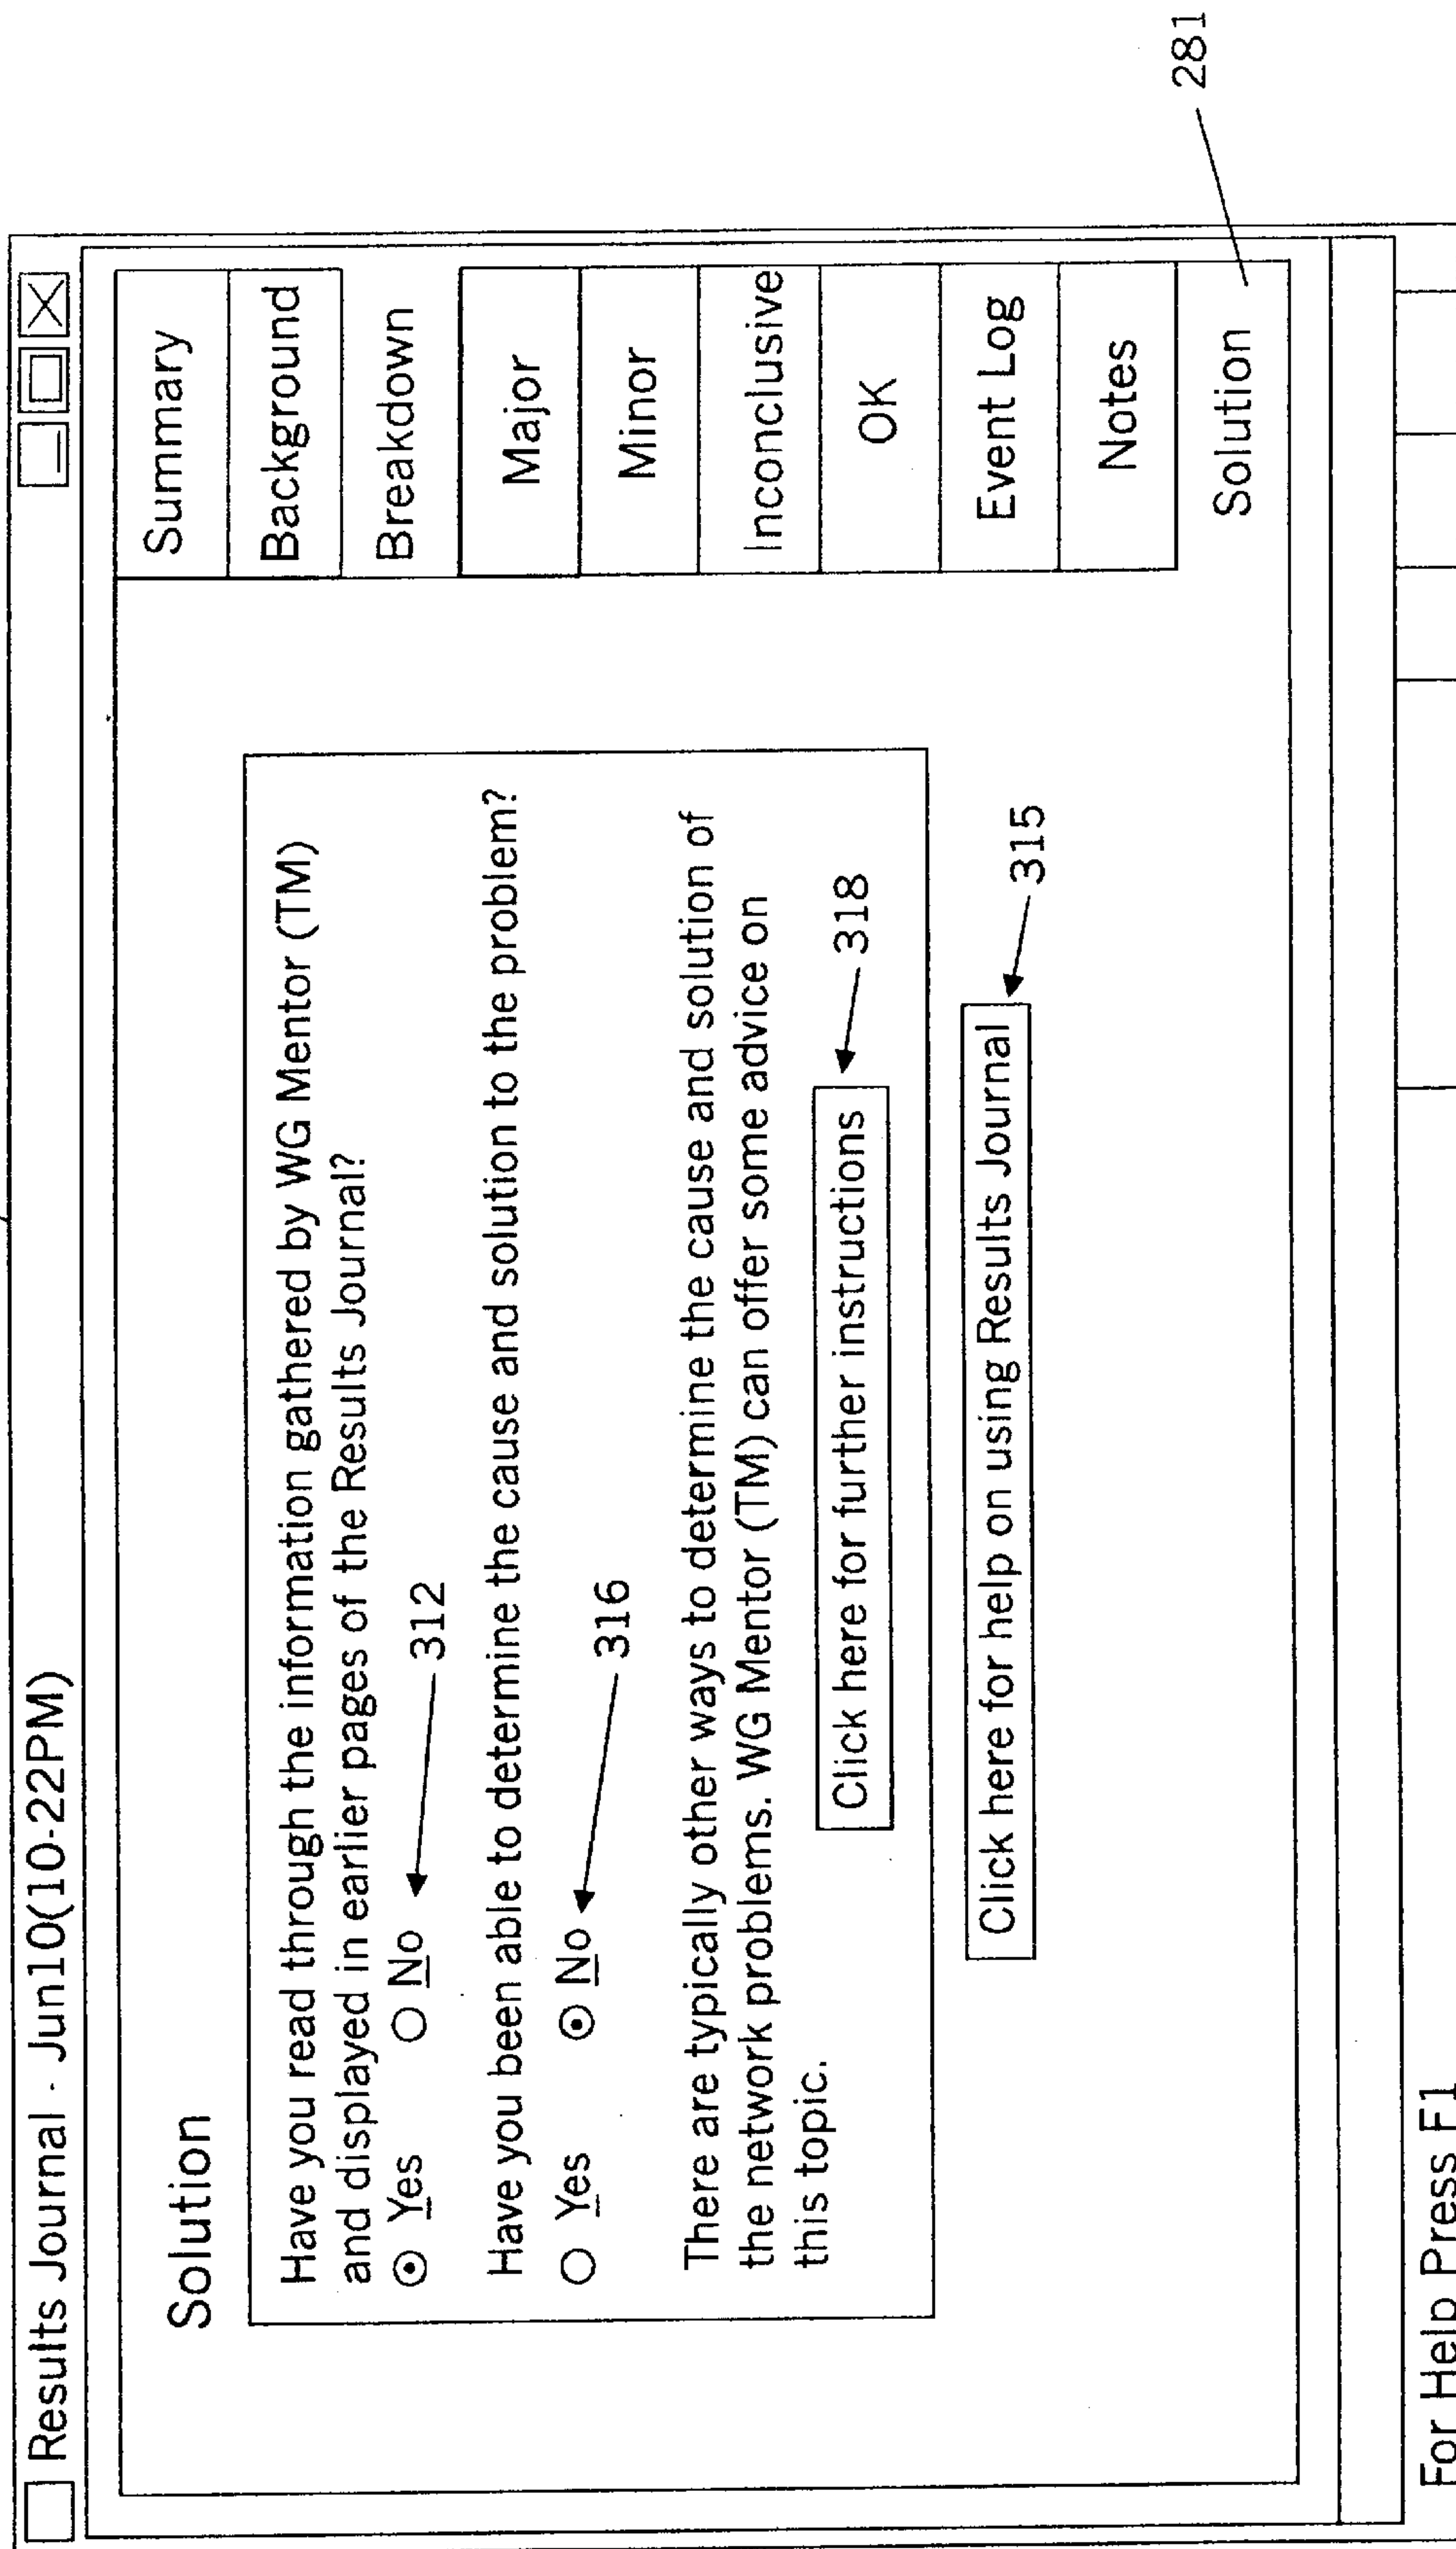 Results Journal - Jun10(10-22PM)
Solution
Have you read through the information gathered by WG Mentor (TM)
and displayed in earlier pages of the Results Journal?
Yes No 312
Have you been able to determine the cause and solution to the problem?
Yes No 316
There are typically other ways to determine the cause and solution of
the network problems. WG Mentor (TM) can offer some advice on
this topic.
Click here for further instructions 318
Click here for help on using Results Journal 315
Summary
Background
Breakdown
Major
Minor
Inconclusive
OK
Event Log
Notes
Solution
281
For Help Press F1